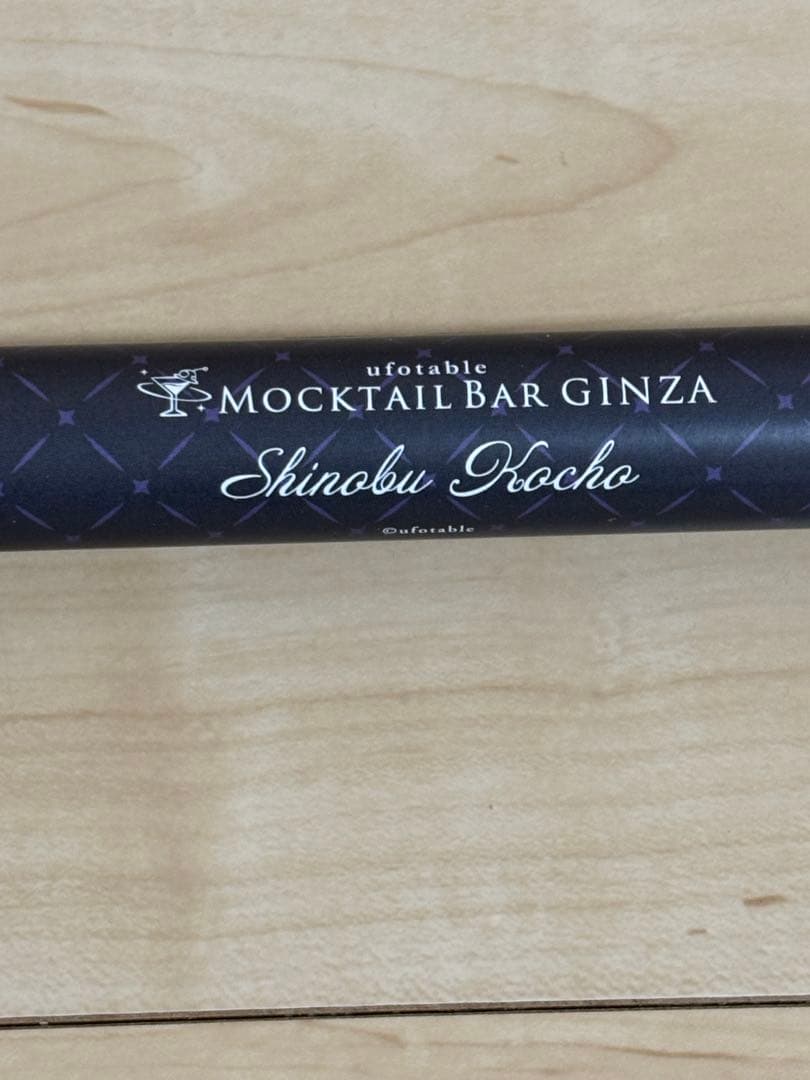 ufotable
MOCKTAIL BAR GINZA
Shinobu Kocho
©ufotable